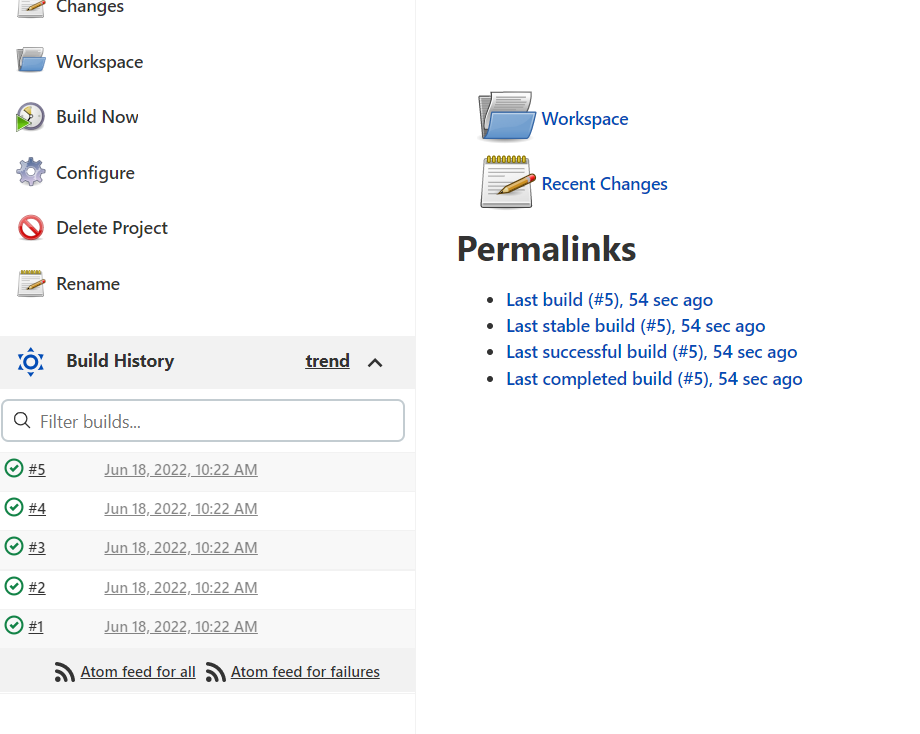 Changes
Workspace
Build Now
Configure
Delete Project
Rename
Build History trend
Filter builds...
#5 Jun 18, 2022, 10:22 AM
#4 Jun 18, 2022, 10:22 AM
#3 Jun 18, 2022, 10:22 AM
#2 Jun 18, 2022, 10:22 AM
#1 Jun 18, 2022, 10:22 AM
Atom feed for all Atom feed for failures
Workspace
Recent Changes
Permalinks
Last build (#5), 54 sec ago
Last stable build (#5), 54 sec ago
Last successful build (#5), 54 sec ago
Last completed build (#5), 54 sec ago